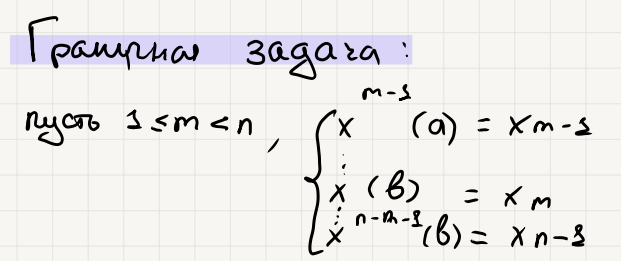 Граничная задача:
пусть 1 ≤ m < n, { x^{m-1} (a) = x_{m-1}
⋮
x (b) = x_m
⋮
x^{n-m-1} (b) = x_{n-1}